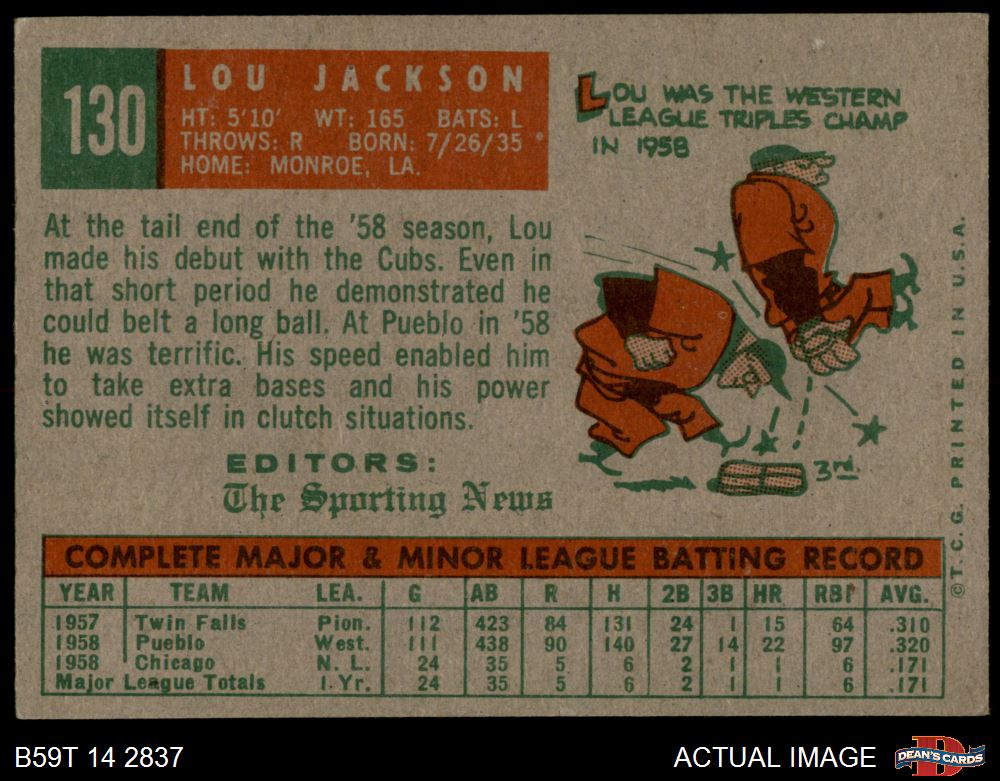 130
LOU JACKSON
HT: 5'10' WT: 165 BATS: L
THROWS: R BORN: 7/26/35
HOME: MONROE, LA.
LOU WAS THE WESTERN
LEAGUE TRIPLES CHAMP
IN 1958
At the tail end of the '58 season, Lou
made his debut with the Cubs. Even in
that short period he demonstrated he
could belt a long ball. At Pueblo in '58
he was terrific. His speed enabled him
to take extra bases and his power
showed itself in clutch situations.
EDITORS:
The Sporting News
3rd.
©T.C.G. PRINTED IN U.S.A.
COMPLETE MAJOR & MINOR LEAGUE BATTING RECORD
YEAR TEAM LEA. G AB R H 2B 3B HR RBI AVG.
1957 Twin Falls Pion. 112 423 84 131 24 1 15 64 .310
1958 Pueblo West. 111 438 90 140 27 14 22 97 .320
1958 Chicago N. L. 24 35 5 6 2 1 1 6 .171
Major League Totals 1 Yr. 24 35 5 6 2 1 1 6 .171
B59T 14 2837
ACTUAL IMAGE
D
DEAN'S CARDS